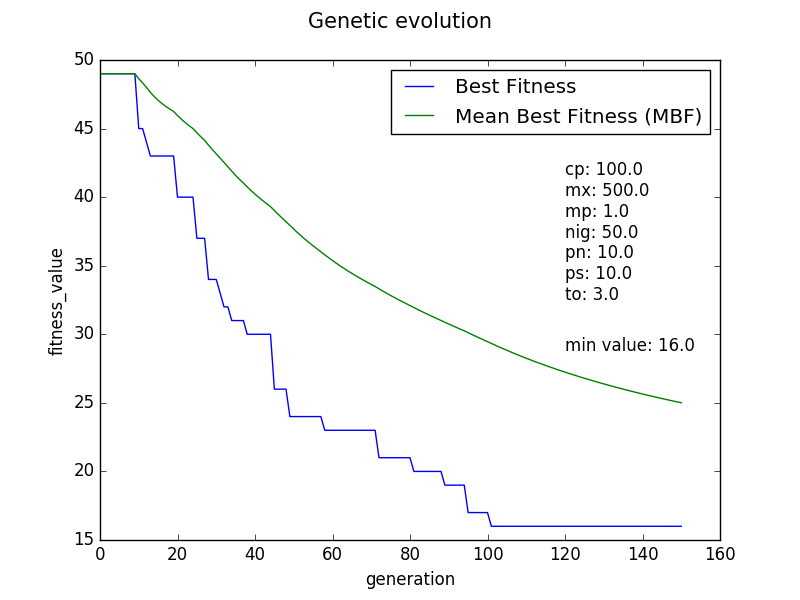 Genetic evolution
50
45
40
35
30
25
20
15
fitness_value
Best Fitness
Mean Best Fitness (MBF)
cp: 100.0
mx: 500.0
mp: 1.0
nig: 50.0
pn: 10.0
ps: 10.0
to: 3.0
min value: 16.0
0 20 40 60 80 100 120 140 160
generation